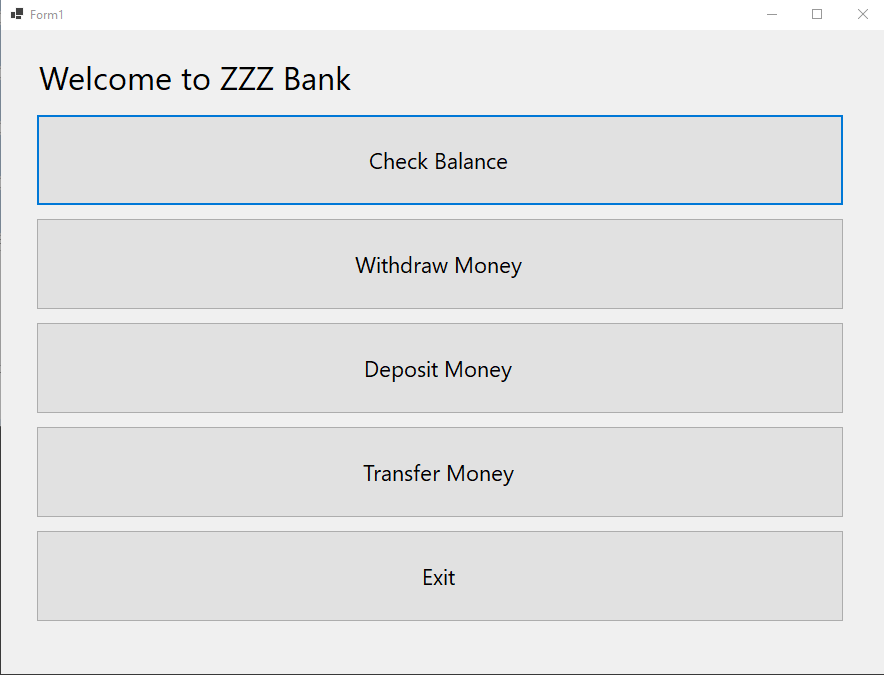 Form1
Welcome to ZZZ Bank
Check Balance
Withdraw Money
Deposit Money
Transfer Money
Exit